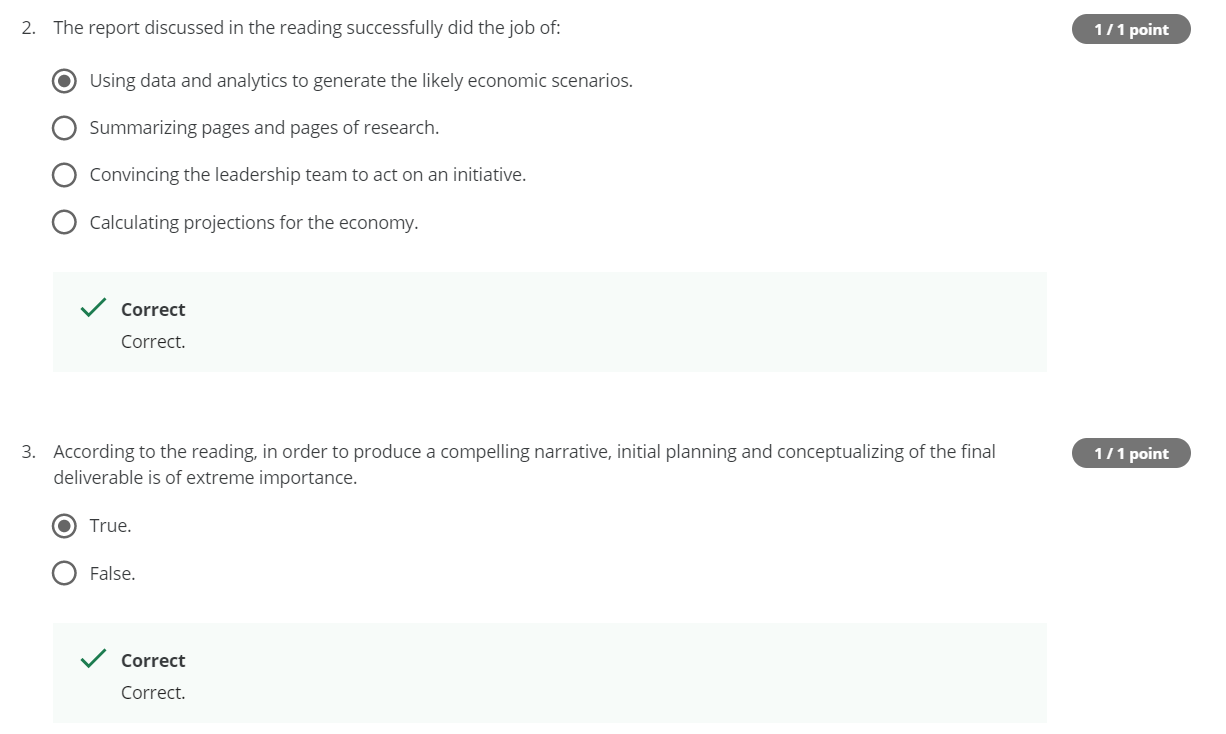 2. The report discussed in the reading successfully did the job of:
1 / 1 point
Using data and analytics to generate the likely economic scenarios.
Summarizing pages and pages of research.
Convincing the leadership team to act on an initiative.
Calculating projections for the economy.
Correct
Correct.
3. According to the reading, in order to produce a compelling narrative, initial planning and conceptualizing of the final
1 / 1 point
deliverable is of extreme importance.
True.
False.
Correct
Correct.